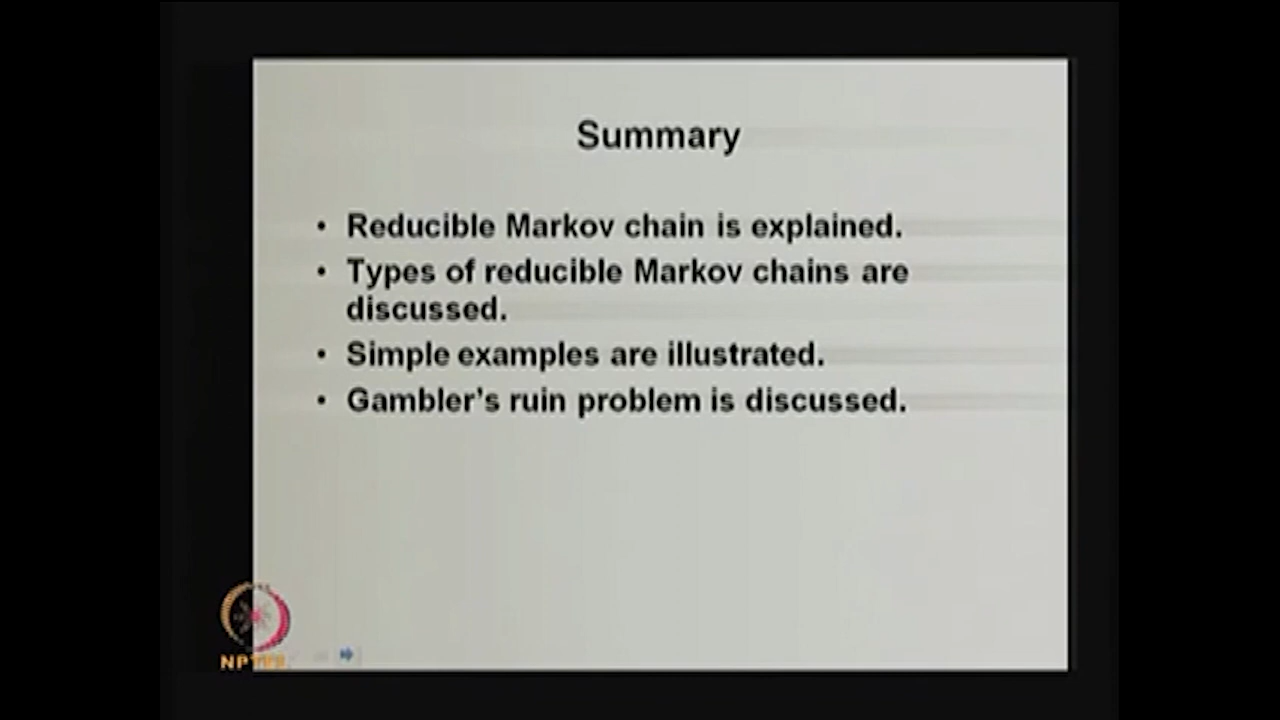 Summary
• Reducible Markov chain is explained.
• Types of reducible Markov chains are
discussed.
• Simple examples are illustrated.
• Gambler's ruin problem is discussed.
NPTEL